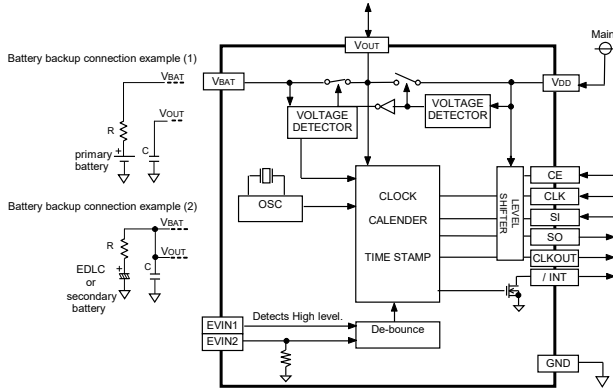 VOUT
Main
Battery backup connection example (1)
VBAT
VOUT
R
+
C
primary
battery
Battery backup connection example (2)
VBAT
R
VOUT
+
C
EDLC
or
secondary
battery
VBAT
VDD
VOLTAGE
DETECTOR
VOLTAGE
DETECTOR
OSC
CLOCK
CALENDER
TIME STAMP
LEVEL
SHIFTER
CE
CLK
SI
SO
CLKOUT
/ INT
EVIN1
EVIN2
Detects High level.
De-bounce
GND